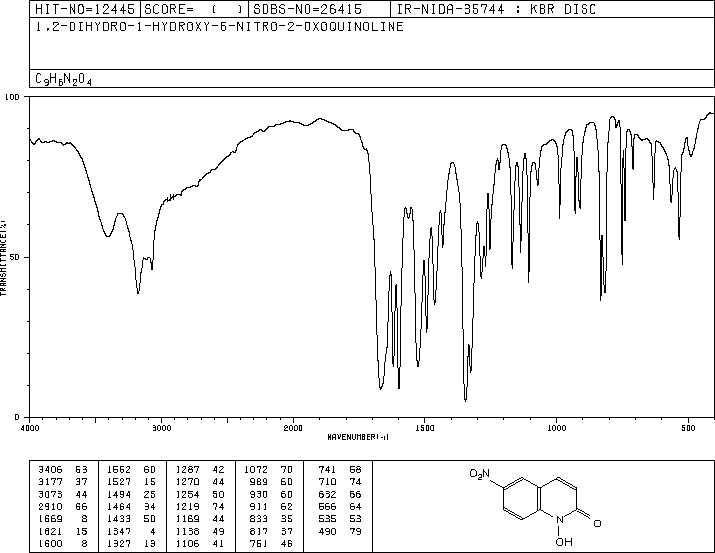 HIT-NO=12445 SCORE= ( ) SDBS-NO=26415 IR-NIDA-35744 : KBR DISC
1,2-DIHYDRO-1-HYDROXY-6-NITRO-2-OXOQUINOLINE
C9H6N2O4
100
TRANSMITTANCE(%)
50
0
4000 3000 2000 1500 1000 500
WAVENUMBER(-1)
3406 53 1562 60 1287 42 1072 70 741 58
3177 37 1527 15 1270 44 989 60 710 74
3073 44 1494 25 1254 50 930 60 632 66
2910 66 1464 34 1219 74 911 62 566 64
1669 8 1433 50 1169 44 833 35 535 53
1621 15 1347 4 1138 49 817 37 490 79
1600 8 1327 13 1106 41 751 46
O2N
N
O
OH